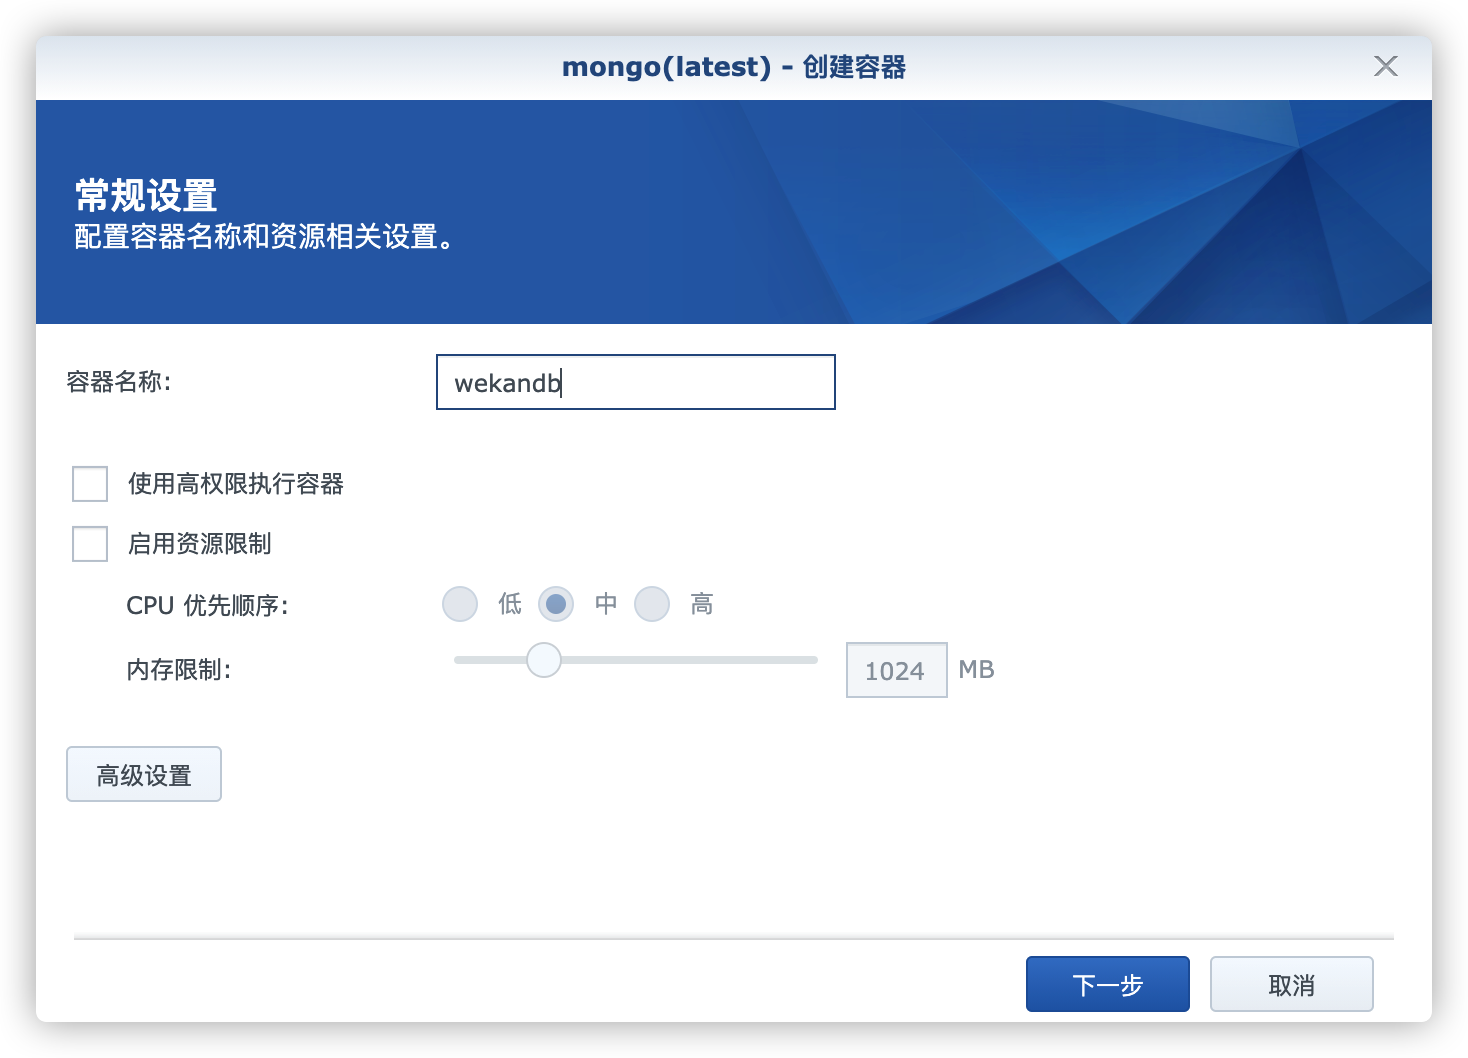 mongo(latest) - 创建容器
常规设置
配置容器名称和资源相关设置。
容器名称: wekandb
使用高权限执行容器
启用资源限制
CPU 优先顺序: 低 中 高
内存限制: 1024 MB
高级设置
下一步 取消